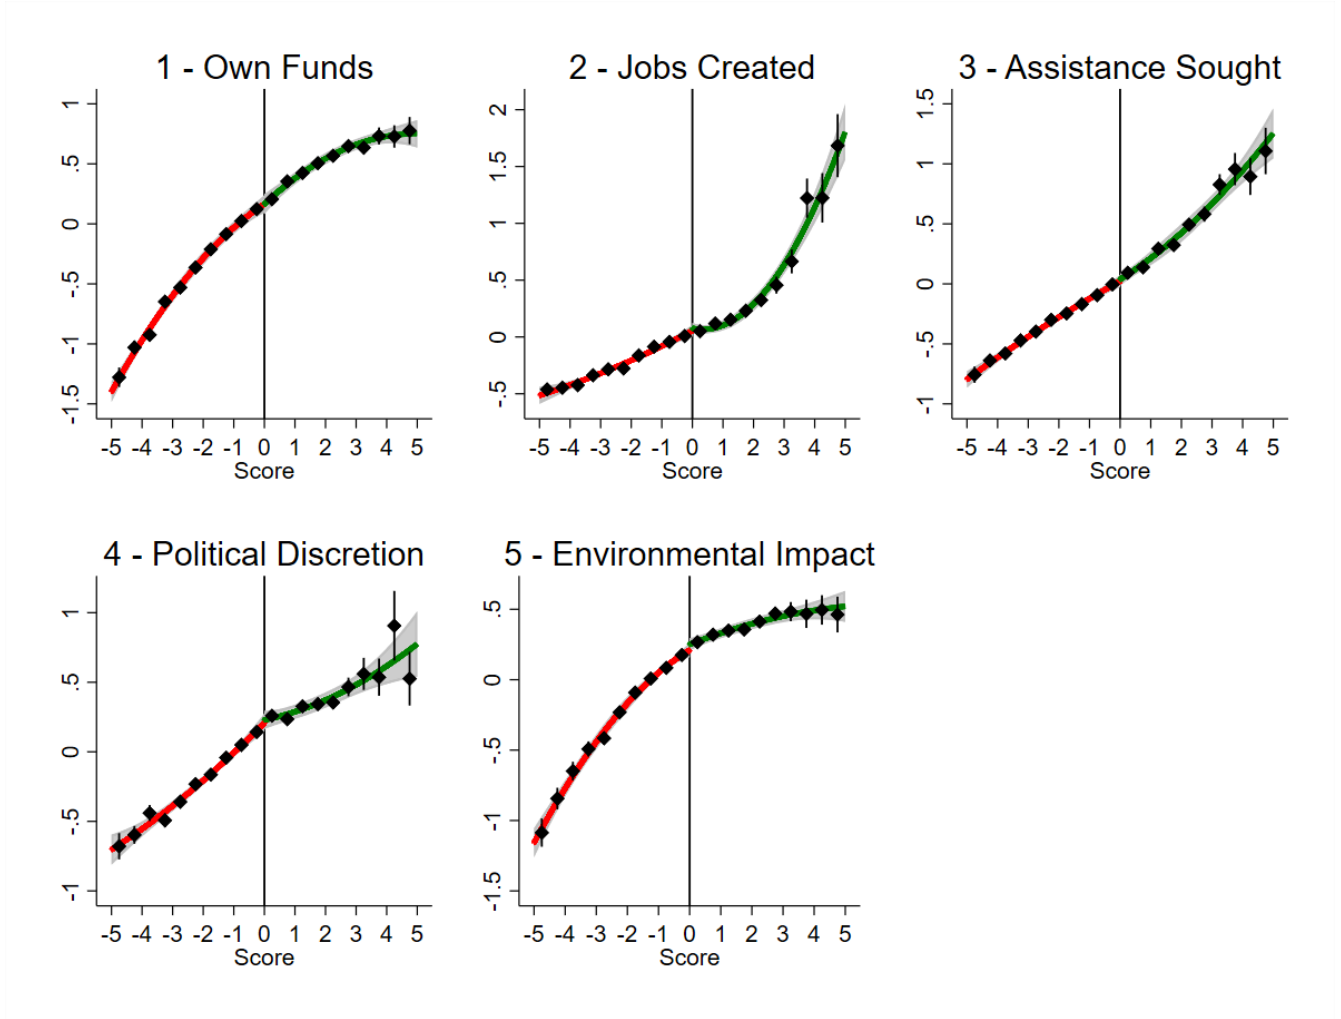 1 - Own Funds
1
.5
0
-.5
-1
-1.5
-5 -4 -3 -2 -1 0 1 2 3 4 5
Score
2 - Jobs Created
2
1.5
1
.5
0
-.5
-5 -4 -3 -2 -1 0 1 2 3 4 5
Score
3 - Assistance Sought
1.5
1
.5
0
-.5
-1
-5 -4 -3 -2 -1 0 1 2 3 4 5
Score
4 - Political Discretion
1
.5
0
-.5
-1
-5 -4 -3 -2 -1 0 1 2 3 4 5
Score
5 - Environmental Impact
.5
0
-.5
-1
-1.5
-5 -4 -3 -2 -1 0 1 2 3 4 5
Score